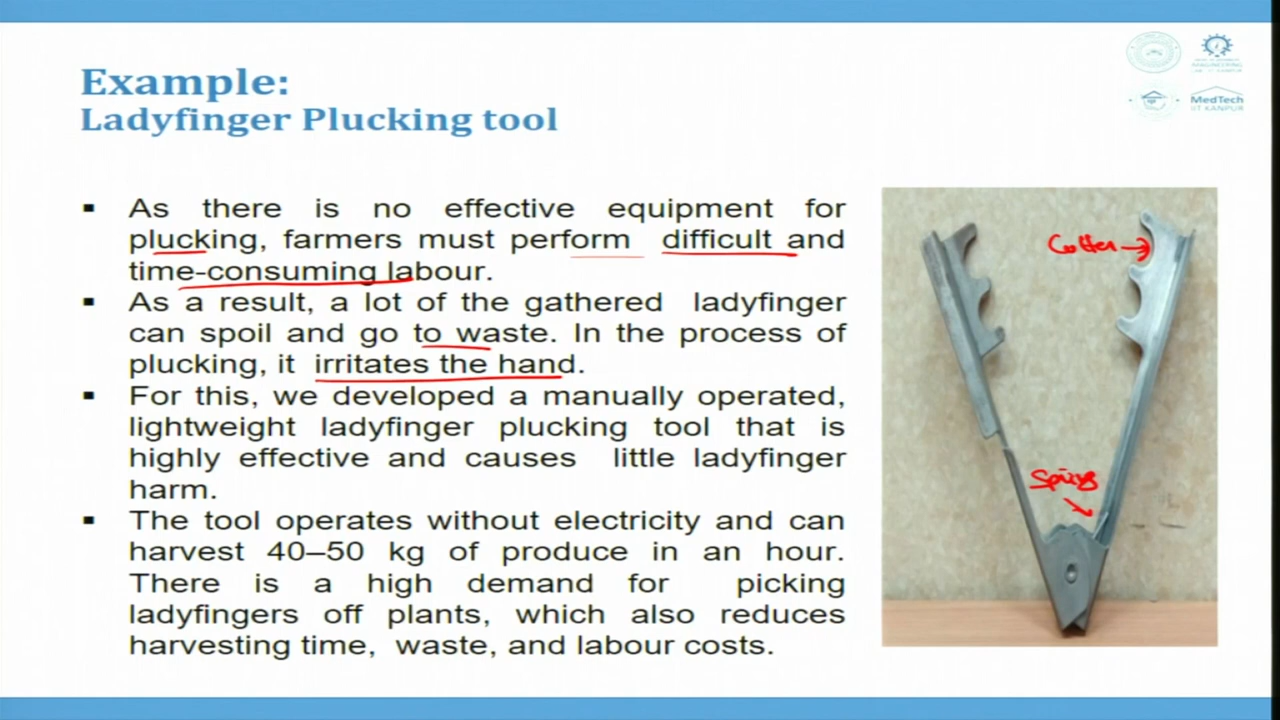 Example:
Ladyfinger Plucking tool
MedTech
IIT KANPUR
▪ As there is no effective equipment for
plucking, farmers must perform difficult and
time-consuming labour.
▪ As a result, a lot of the gathered ladyfinger
can spoil and go to waste. In the process of
plucking, it irritates the hand.
▪ For this, we developed a manually operated,
lightweight ladyfinger plucking tool that is
highly effective and causes little ladyfinger
harm.
▪ The tool operates without electricity and can
harvest 40–50 kg of produce in an hour.
There is a high demand for picking
ladyfingers off plants, which also reduces
harvesting time, waste, and labour costs.
Cutter